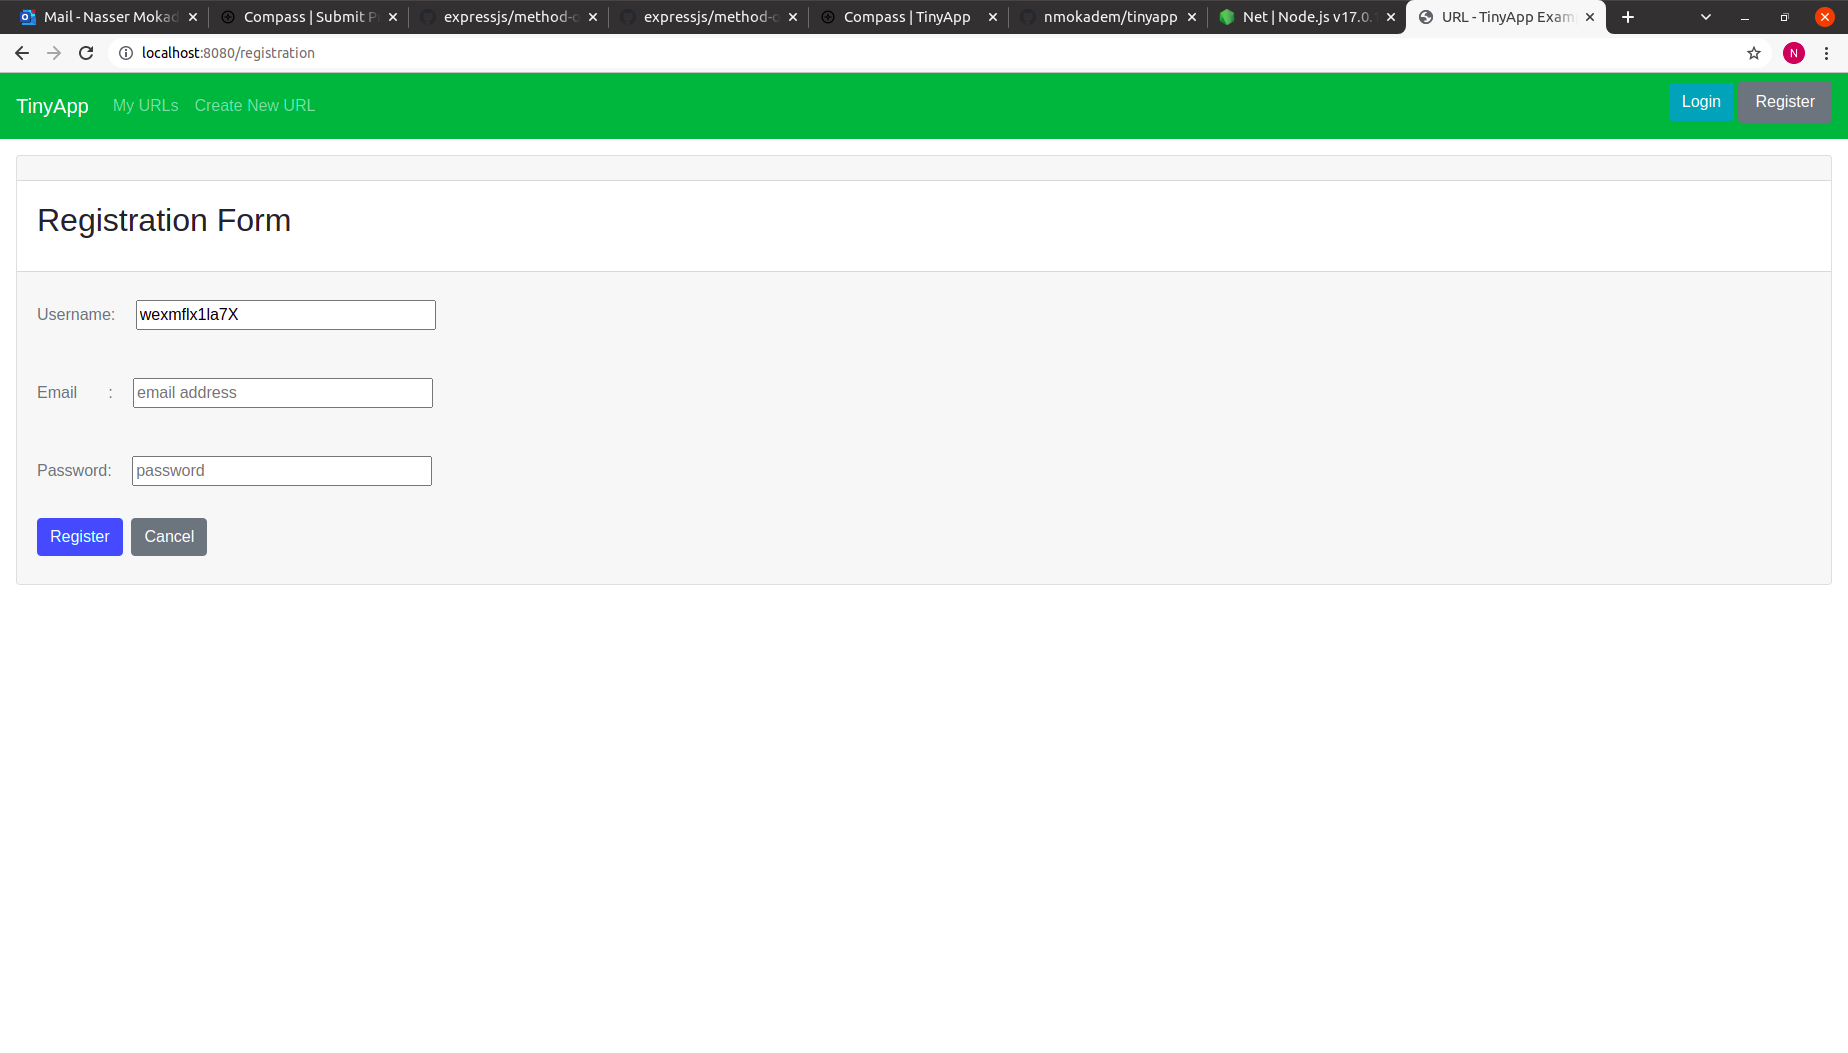 Mail - Nasser Mokad
Compass | Submit P
expressjs/method-o
expressjs/method-o
Compass | TinyApp
nmokadem/tinyapp
Net | Node.js v17.0.
URL - TinyApp Exam
localhost:8080/registration
N
TinyApp My URLs Create New URL Login Register
Registration Form
Username: wexmflx1la7X
Email : email address
Password: password
Register Cancel